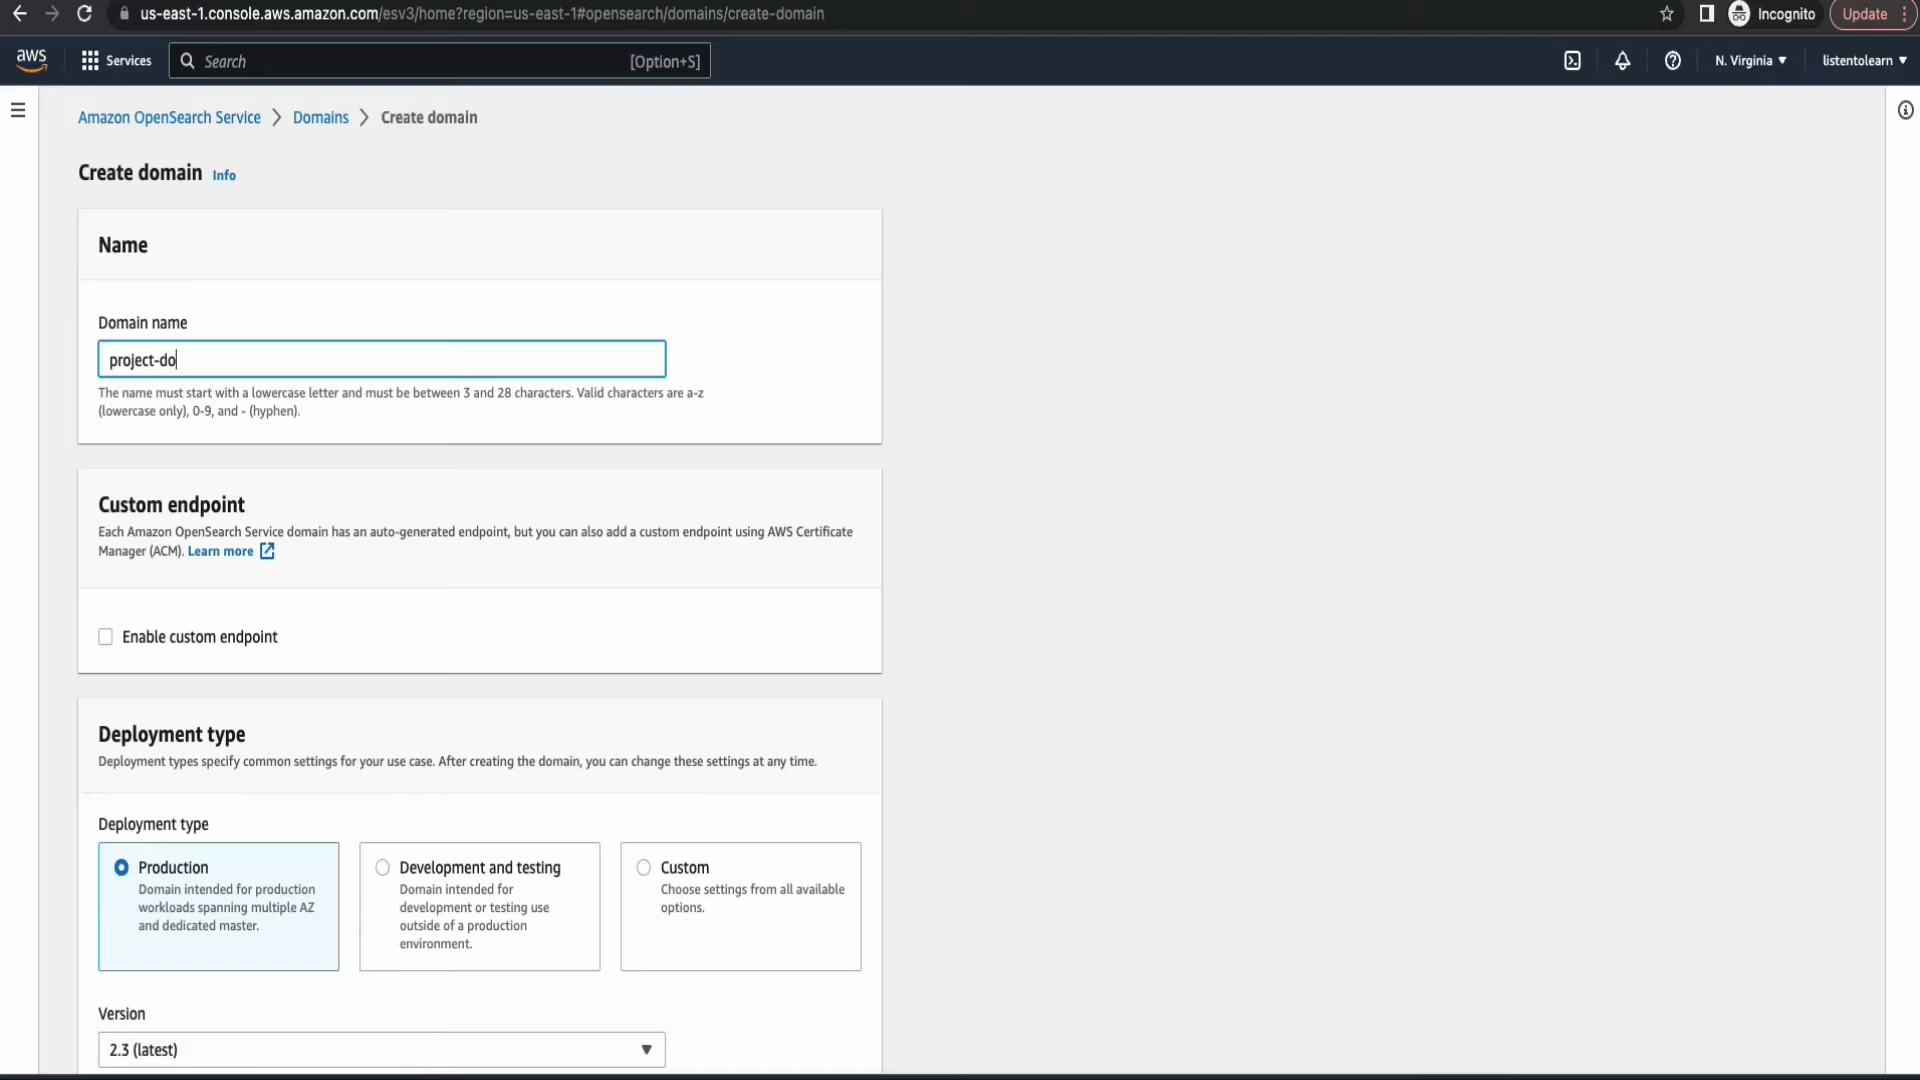 us-east-1.console.aws.amazon.com/esv3/home?region=us-east-1#opensearch/domains/create-domain
Incognito
Update
aws
Services
Search
[Option+S]
N. Virginia
listentolearn
Amazon OpenSearch Service
Domains
Create domain
Create domain
Info
Name
Domain name
project-do
The name must start with a lowercase letter and must be between 3 and 28 characters. Valid characters are a-z
(lowercase only), 0-9, and - (hyphen).
Custom endpoint
Each Amazon OpenSearch Service domain has an auto-generated endpoint, but you can also add a custom endpoint using AWS Certificate
Manager (ACM). Learn more
Enable custom endpoint
Deployment type
Deployment types specify common settings for your use case. After creating the domain, you can change these settings at any time.
Deployment type
Production
Domain intended for production
workloads spanning multiple AZ
and dedicated master.
Development and testing
Domain intended for
development or testing use
outside of a production
environment.
Custom
Choose settings from all available
options.
Version
2.3 (latest)